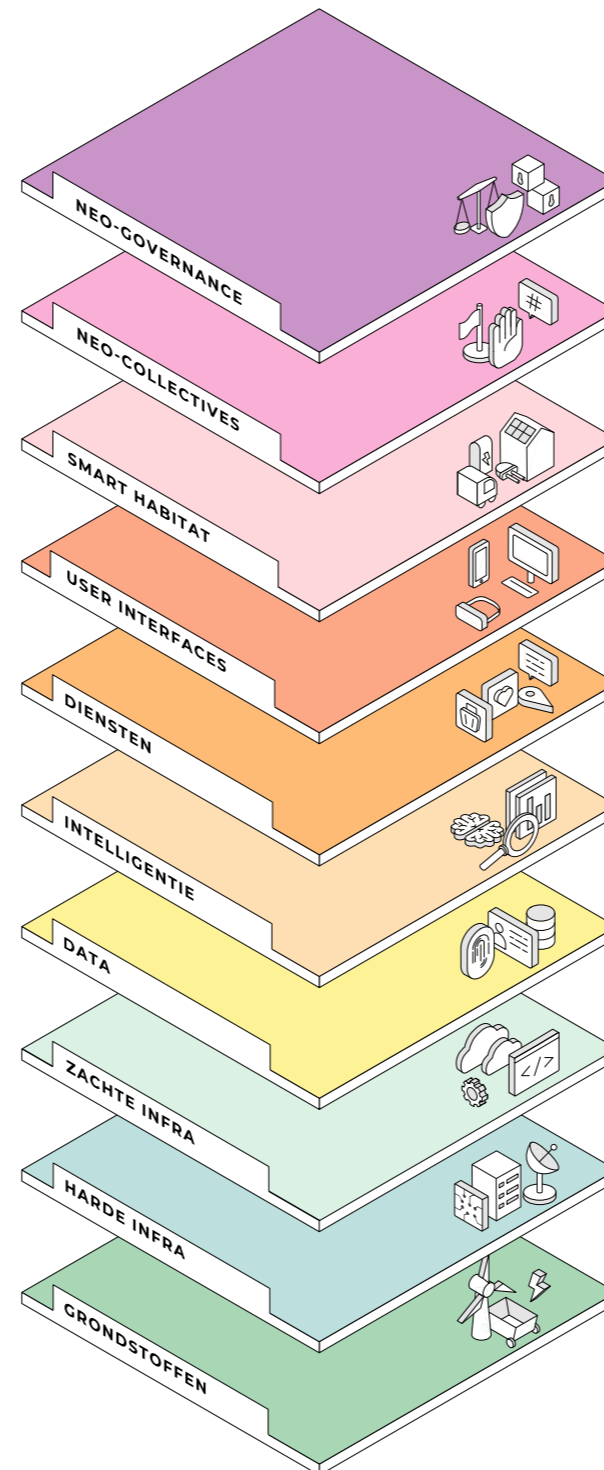 NEO-GOVERNANCE
#
NEO-COLLECTIVES
SMART HABITAT
USER INTERFACES
DIENSTEN
INTELLIGENTIE
DATA
</>
ZACHTE INFRA
HARDE INFRA
GRONDSTOFFEN